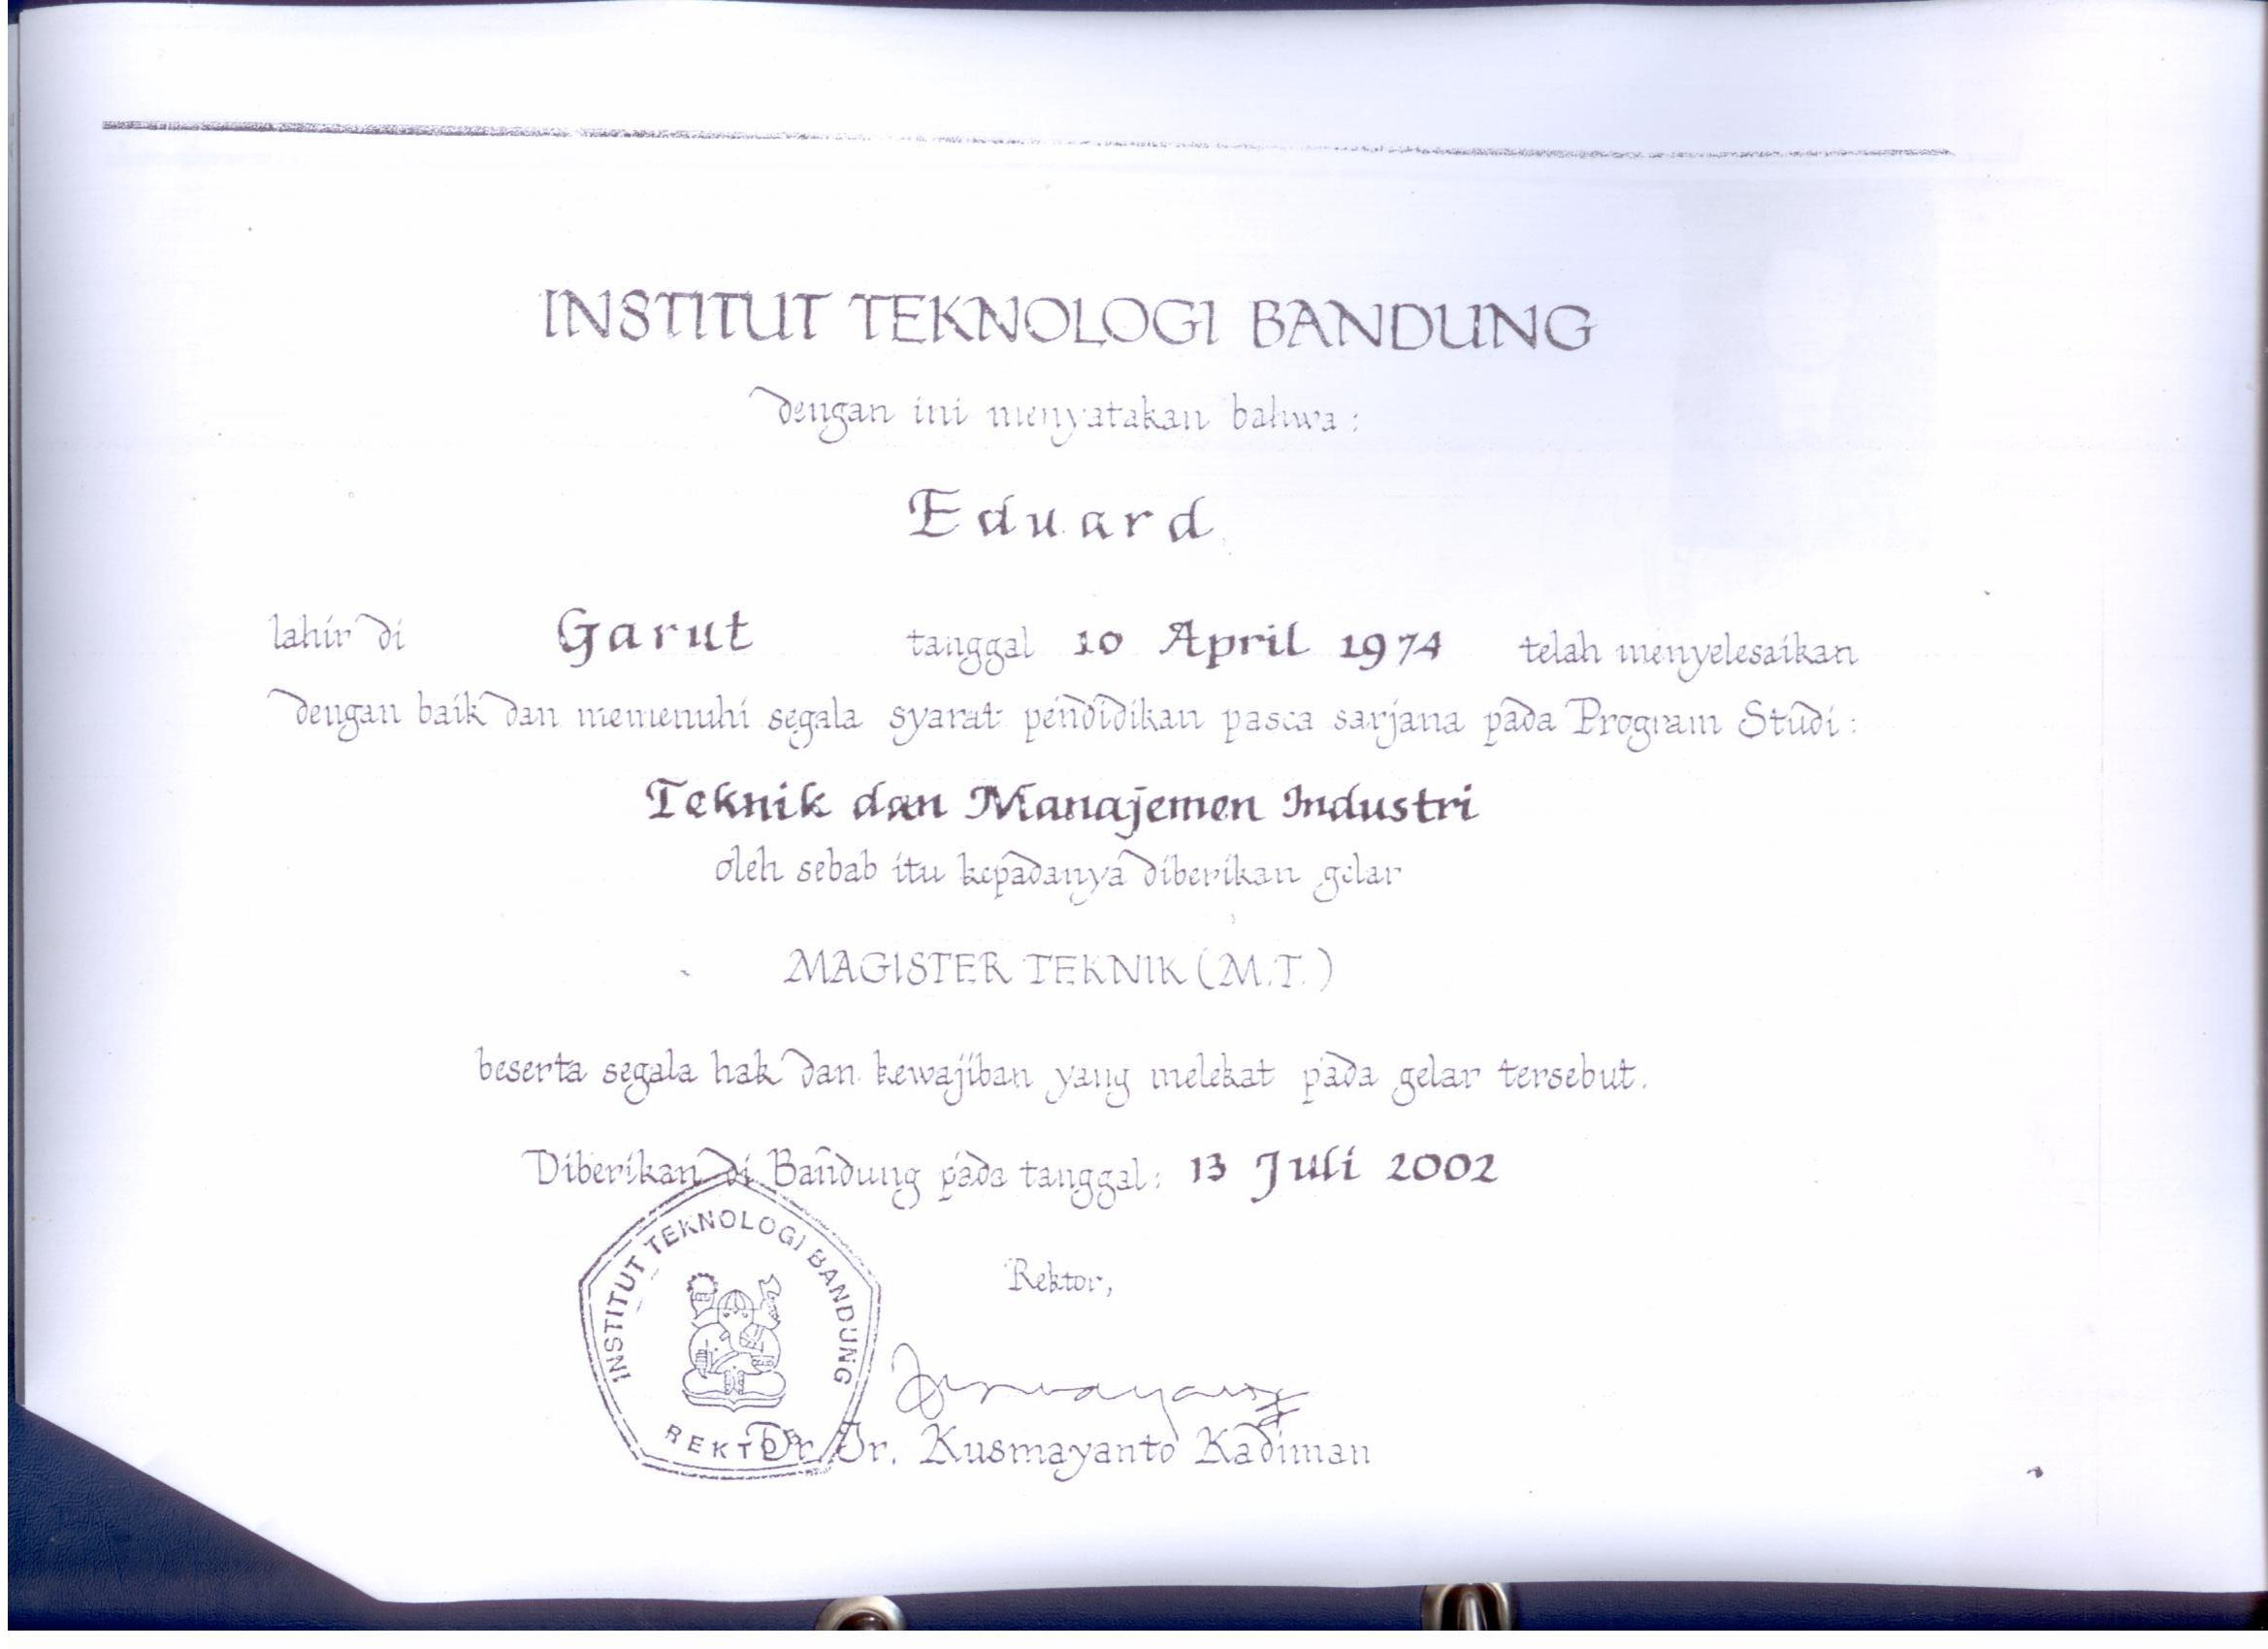 INSTITUT TEKNOLOGI BANDUNG
dengan ini menyatakan bahwa :
Eduard
lahir di Garut tanggal 10 April 1974 telah menyelesaikan
dengan baik dan memenuhi segala syarat pendidikan pasca sarjana pada Program Studi :
Teknik dan Manajemen Industri
oleh sebab itu kepadanya diberikan gelar
MAGISTER TEKNIK (M.T.)
beserta segala hak dan kewajiban yang melekat pada gelar tersebut.
Diberikan di Bandung pada tanggal : 13 Juli 2002
INSTITUT TEKNOLOGI BANDUNG
REKTOR
Rektor,
Dr. Ir. Kusmayanto Kadiman